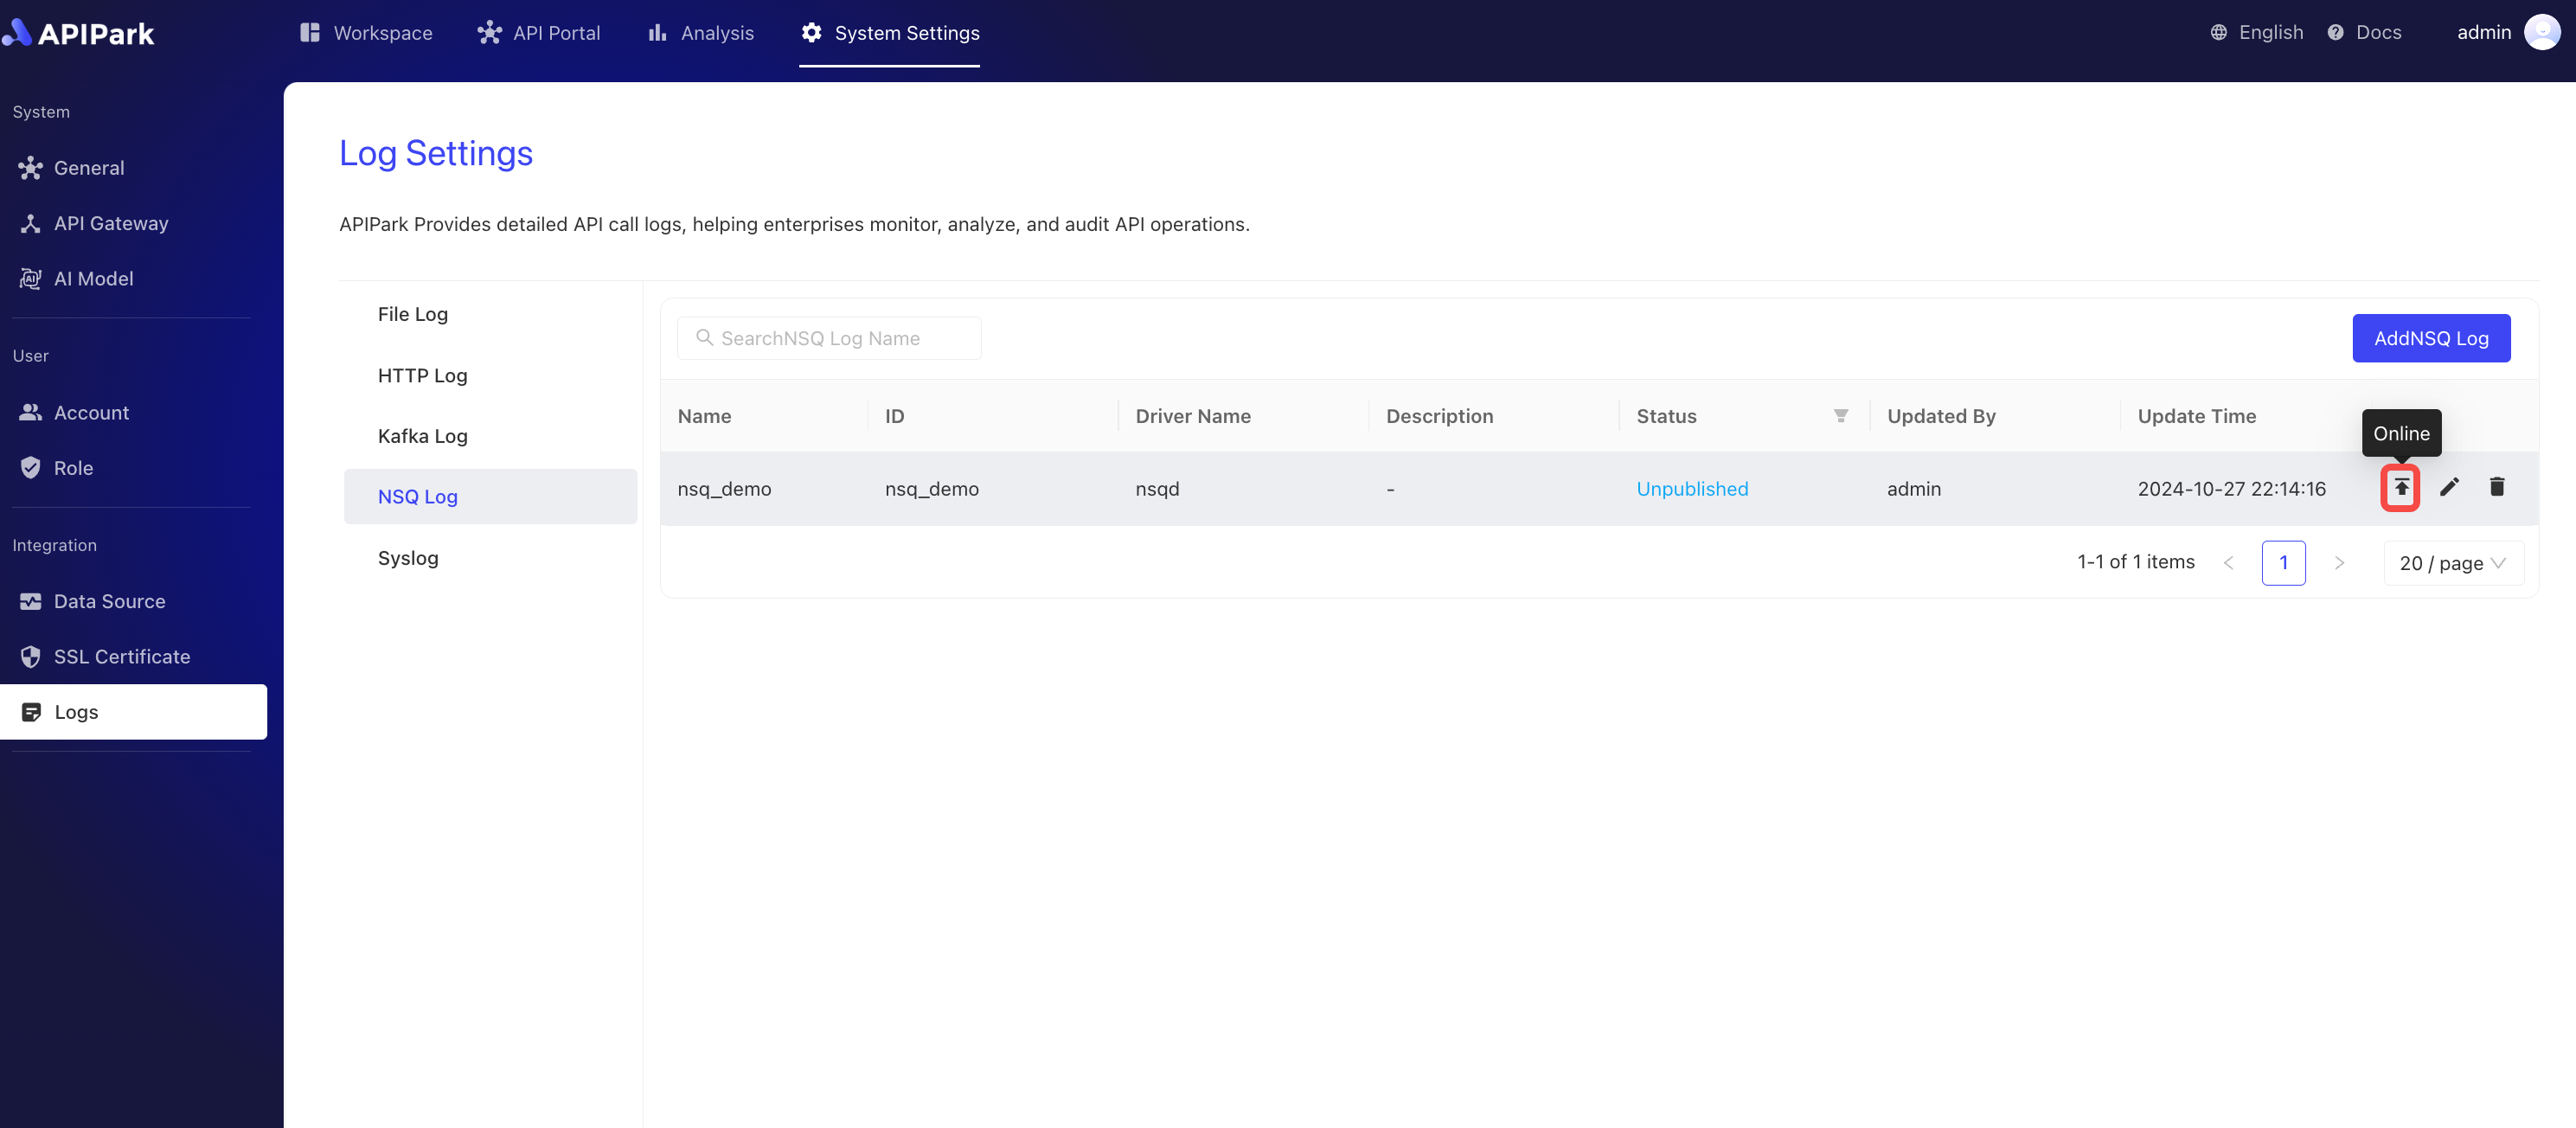 APIPark
Workspace
API Portal
Analysis
System Settings
English
Docs
admin
System
General
API Gateway
AI Model
User
Account
Role
Integration
Data Source
SSL Certificate
Logs
Log Settings
APIPark Provides detailed API call logs, helping enterprises monitor, analyze, and audit API operations.
File Log
HTTP Log
Kafka Log
NSQ Log
Syslog
SearchNSQ Log Name
AddNSQ Log
Name ID Driver Name Description Status Updated By Update Time
Online
nsq_demo nsq_demo nsqd - Unpublished admin 2024-10-27 22:14:16
1-1 of 1 items < 1 > 20 / page